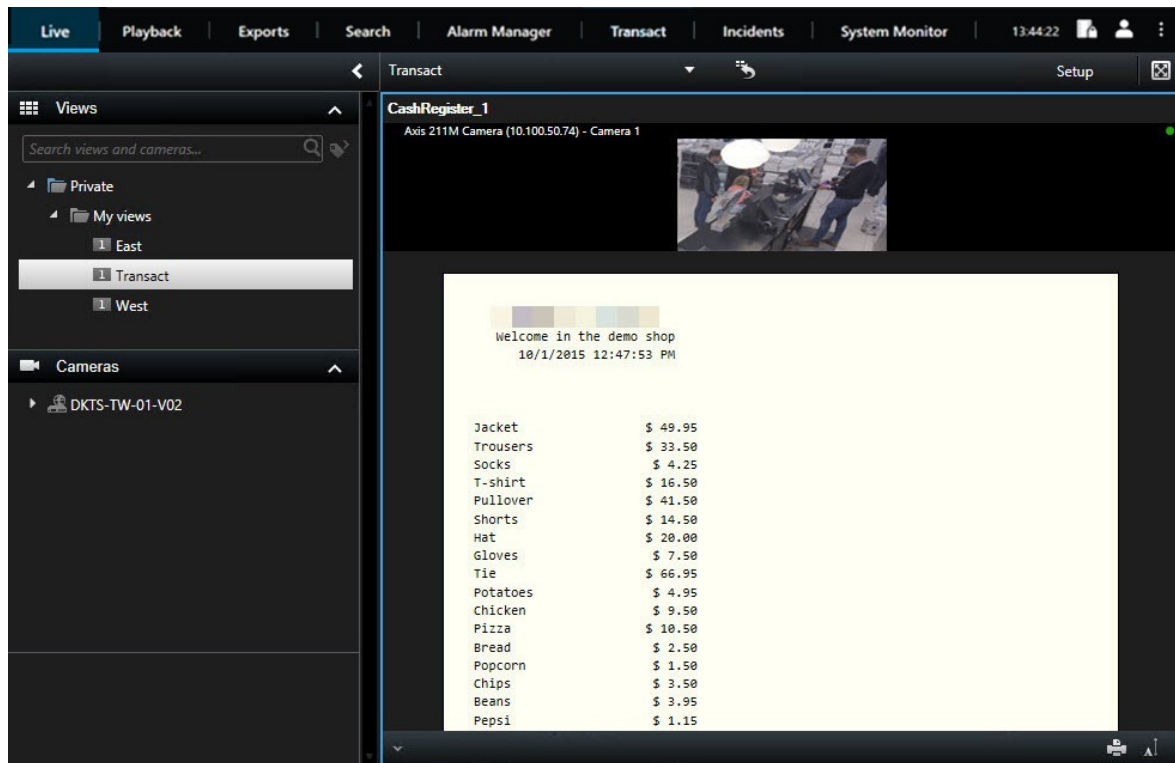 Live Playback Exports Search Alarm Manager Transact Incidents System Monitor 13:44:22
Transact Setup
Views
Search views and cameras...
Private
My views
1 East
1 Transact
1 West
Cameras
DKTS-TW-01-V02
CashRegister_1
Axis 211M Camera (10.100.50.74) - Camera 1
Welcome in the demo shop
10/1/2015 12:47:53 PM
Jacket $ 49.95
Trousers $ 33.50
Socks $ 4.25
T-shirt $ 16.50
Pullover $ 41.50
Shorts $ 14.50
Hat $ 20.00
Gloves $ 7.50
Tie $ 66.95
Potatoes $ 4.95
Chicken $ 9.50
Pizza $ 10.50
Bread $ 2.50
Popcorn $ 1.50
Chips $ 3.50
Beans $ 3.95
Pepsi $ 1.15
A